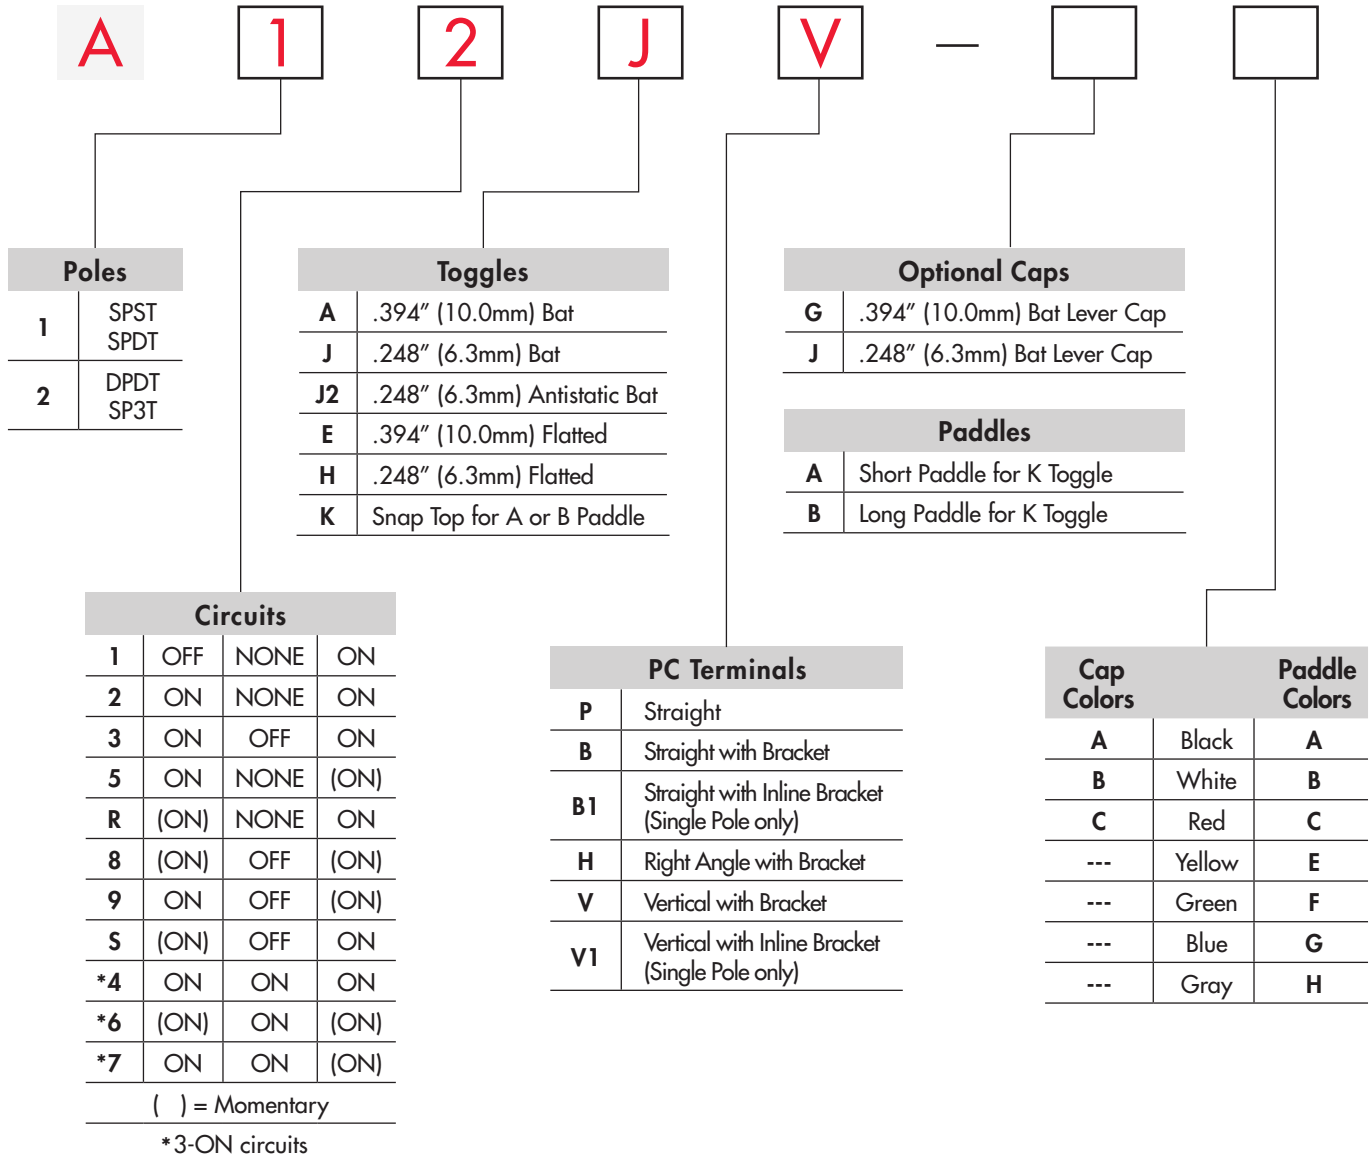 A 1 2 J V —
Poles
1 SPST
SPDT
2 DPDT
SP3T
Toggles
A .394" (10.0mm) Bat
J .248" (6.3mm) Bat
J2 .248" (6.3mm) Antistatic Bat
E .394" (10.0mm) Flatted
H .248" (6.3mm) Flatted
K Snap Top for A or B Paddle
Optional Caps
G .394" (10.0mm) Bat Lever Cap
J .248" (6.3mm) Bat Lever Cap
Paddles
A Short Paddle for K Toggle
B Long Paddle for K Toggle
Circuits
1 OFF NONE ON
2 ON NONE ON
3 ON OFF ON
5 ON NONE (ON)
R (ON) NONE ON
8 (ON) OFF (ON)
9 ON OFF (ON)
S (ON) OFF ON
*4 ON ON ON
*6 (ON) ON (ON)
*7 ON ON (ON)
( ) = Momentary
*3-ON circuits
PC Terminals
P Straight
B Straight with Bracket
B1 Straight with Inline Bracket
(Single Pole only)
H Right Angle with Bracket
V Vertical with Bracket
V1 Vertical with Inline Bracket
(Single Pole only)
Cap Paddle
Colors Colors
A Black A
B White B
C Red C
--- Yellow E
--- Green F
--- Blue G
--- Gray H